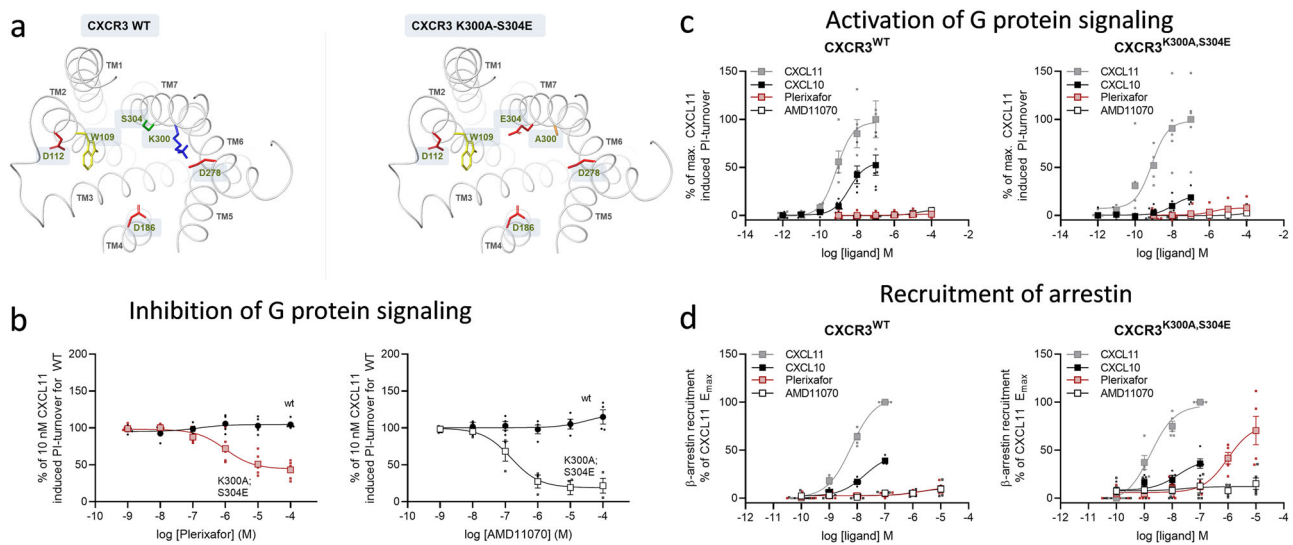 a
CXCR3 WT
TM1
TM2
TM7
S304
W109
K300
TM6
D112
D278
TM3
TM5
D186
TM4
CXCR3 K300A-S304E
TM1
TM2
TM7
E304
W109
A300
TM6
D112
D278
TM3
TM5
D186
TM4
b
Inhibition of G protein signaling
% of 10 nM CXCL11
induced PI-turnover for WT
200
150
100
50
0
wt
K300A;
S304E
-10 -9 -8 -7 -6 -5 -4
log [Plerixafor] (M)
% of 10 nM CXCL11
induced PI-turnover for WT
200
150
100
50
0
wt
K300A;
S304E
-10 -9 -8 -7 -6 -5 -4
log [AMD11070] (M)
c
Activation of G protein signaling
CXCR3WT
% of max. CXCL11
induced PI-turnover
150
100
50
0
CXCL11
CXCL10
Plerixafor
AMD11070
-14 -12 -10 -8 -6 -4 -2
log [ligand] M
CXCR3K300A,S304E
% of max. CXCL11
induced PI-turnover
150
100
50
0
CXCL11
CXCL10
Plerixafor
AMD11070
-14 -12 -10 -8 -6 -4 -2
log [ligand] M
d
Recruitment of arrestin
CXCR3WT
β-arrestin recruitment
% of CXCL11 Emax
150
100
50
0
CXCL11
CXCL10
Plerixafor
AMD11070
-12 -11 -10 -9 -8 -7 -6 -5 -4
log [ligand] M
CXCR3K300A,S304E
β-arrestin recruitment
% of CXCL11 Emax
150
100
50
0
CXCL11
CXCL10
Plerixafor
AMD11070
-12 -11 -10 -9 -8 -7 -6 -5 -4
log [ligand] M